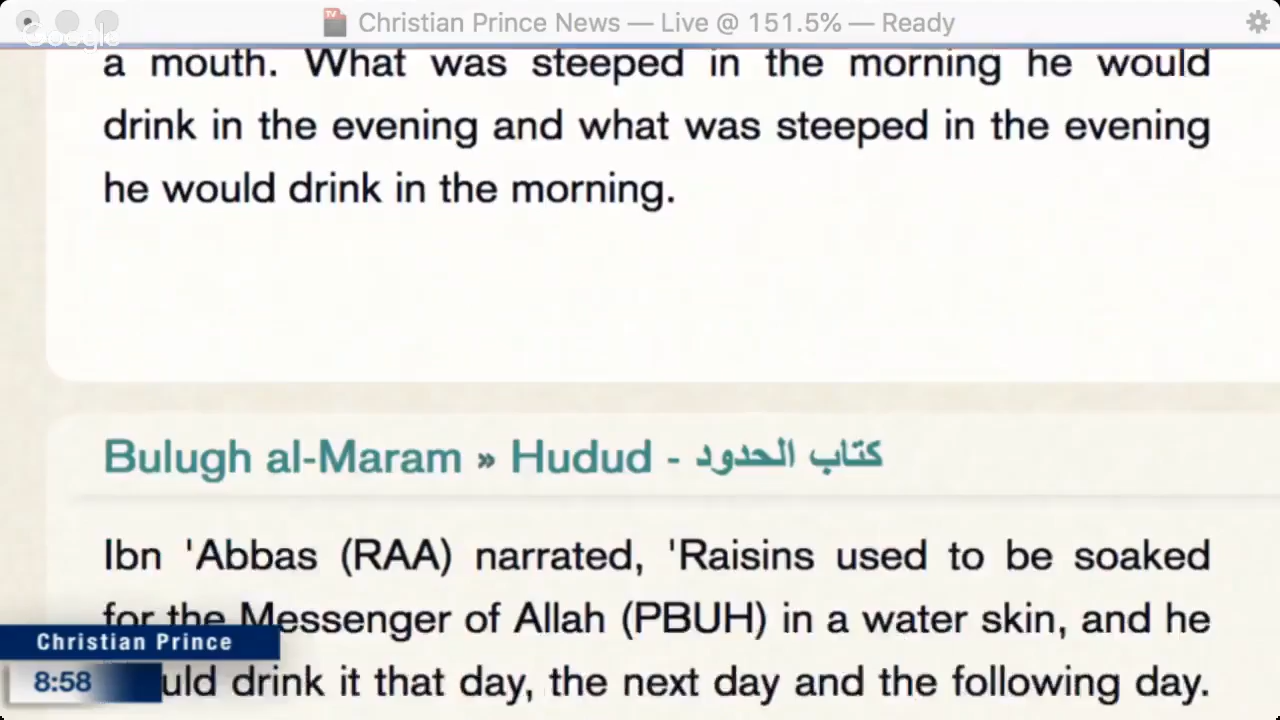 Christian Prince News — Live @ 151.5% — Ready
Google
a mouth. What was steeped in the morning he would
drink in the evening and what was steeped in the evening
he would drink in the morning.
Bulugh al-Maram » Hudud - كتاب الحدود
Ibn 'Abbas (RAA) narrated, 'Raisins used to be soaked
for the Messenger of Allah (PBUH) in a water skin, and he
uld drink it that day, the next day and the following day.
Christian Prince
8:58